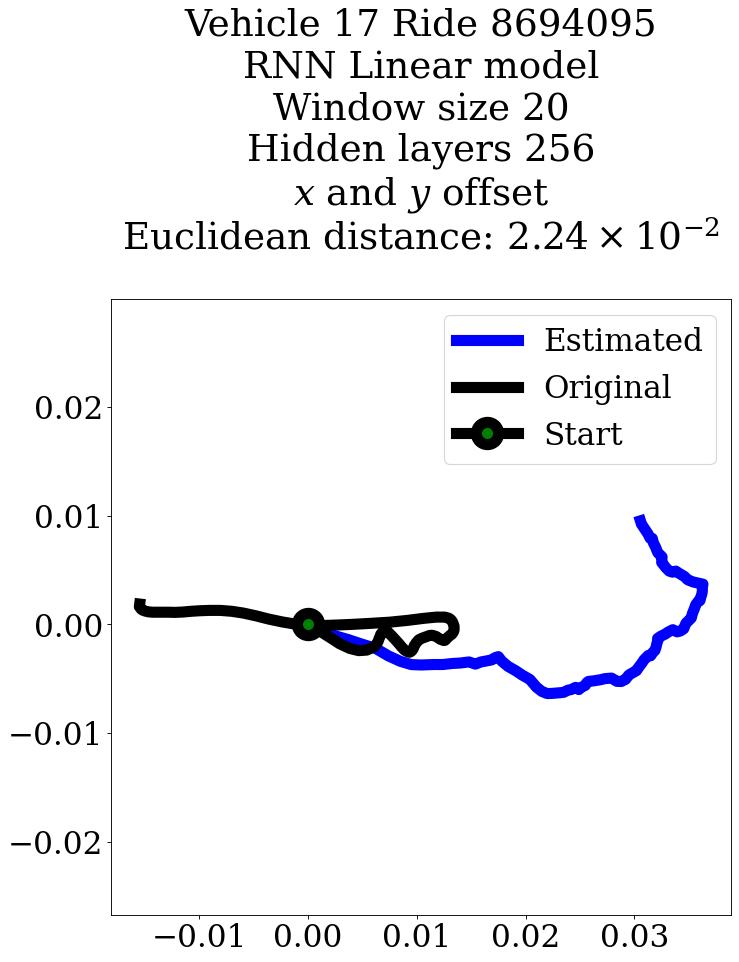 Vehicle 17 Ride 8694095
RNN Linear model
Window size 20
Hidden layers 256
x and y offset
Euclidean distance: 2.24 × 10⁻²
Estimated
Original
Start
0.02
0.01
0.00
−0.01
−0.02
−0.01 0.00 0.01 0.02 0.03